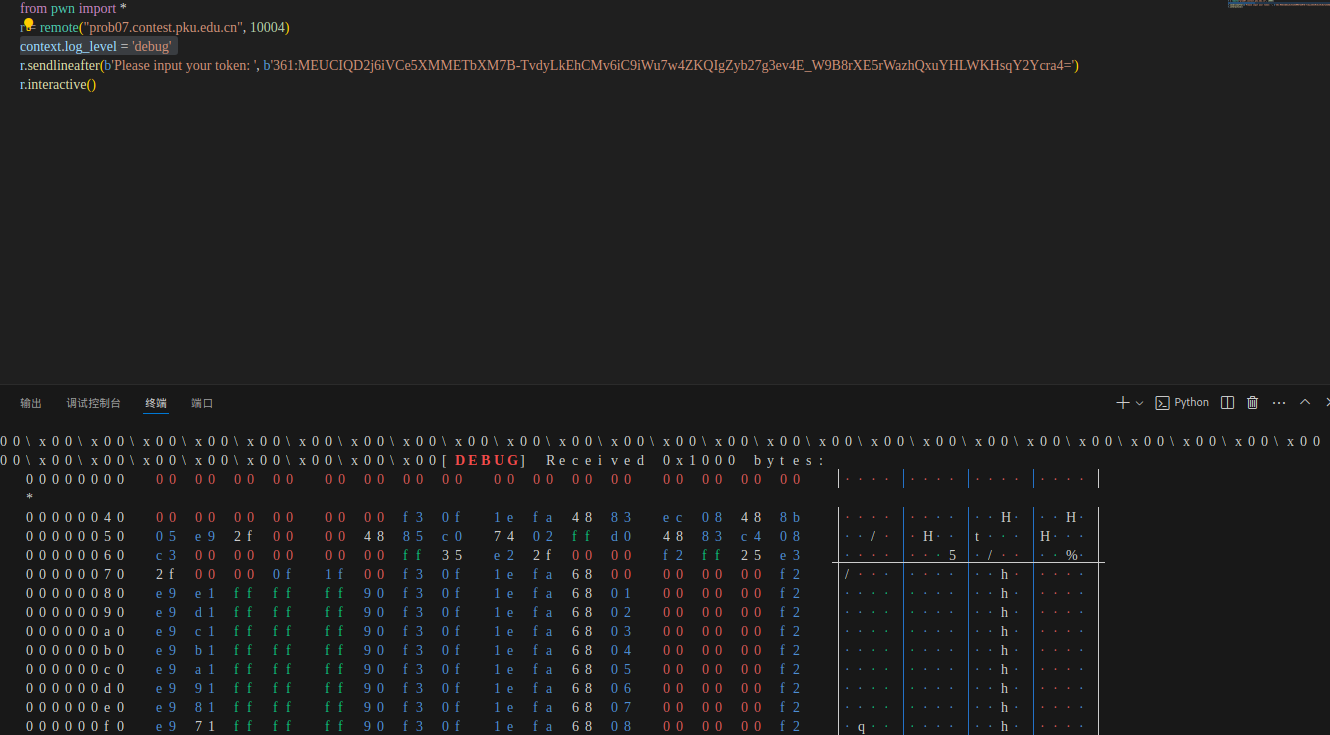 from pwn import *
r = remote("prob07.contest.pku.edu.cn", 10004)
context.log_level = 'debug'
r.sendlineafter(b'Please input your token: ', b'361:MEUCIQD2j6iVCe5XMMETbXM7B-TvdyLkEhCMv6iC9iWu7w4ZKQIgZyb27g3ev4E_W9B8rXE5rWazhQxuYHLWKHsqY2Ycra4=')
r.interactive()
输出 调试控制台 终端 端口 Python
00\x00\x00\x00\x00\x00\x00\x00\x00\x00\x00\x00\x00\x00\x00\x00\x00\x00\x00\x00\x00\x00\x00\x00\x00\x00
00\x00\x00\x00\x00\x00\x00\x00\x00[DEBUG] Received 0x1000 bytes:
00000000 00 00 00 00 00 00 00 00 00 00 00 00 00 00 00 00 |····|····|····|····|
*
00000040 00 00 00 00 00 00 f3 0f 1e fa 48 83 ec 08 48 8b |····|····|··H·|··H·|
00000050 05 e9 2f 00 00 48 85 c0 74 02 ff d0 48 83 c4 08 |··/·|·H··|t···|H···|
00000060 c3 00 00 00 00 00 ff 35 e2 2f 00 00 f2 ff 25 e3 |····|···5|·/··|··%·|
00000070 2f 00 00 0f 1f 00 f3 0f 1e fa 68 00 00 00 00 f2 |/···|····|··h·|····|
00000080 e9 e1 ff ff ff 90 f3 0f 1e fa 68 01 00 00 00 f2 |····|····|··h·|····|
00000090 e9 d1 ff ff ff 90 f3 0f 1e fa 68 02 00 00 00 f2 |····|····|··h·|····|
000000a0 e9 c1 ff ff ff 90 f3 0f 1e fa 68 03 00 00 00 f2 |····|····|··h·|····|
000000b0 e9 b1 ff ff ff 90 f3 0f 1e fa 68 04 00 00 00 f2 |····|····|··h·|····|
000000c0 e9 a1 ff ff ff 90 f3 0f 1e fa 68 05 00 00 00 f2 |····|····|··h·|····|
000000d0 e9 91 ff ff ff 90 f3 0f 1e fa 68 06 00 00 00 f2 |····|····|··h·|····|
000000e0 e9 81 ff ff ff 90 f3 0f 1e fa 68 07 00 00 00 f2 |····|····|··h·|····|
000000f0 e9 71 ff ff ff 90 f3 0f 1e fa 68 08 00 00 00 f2 |·q··|····|··h·|····|